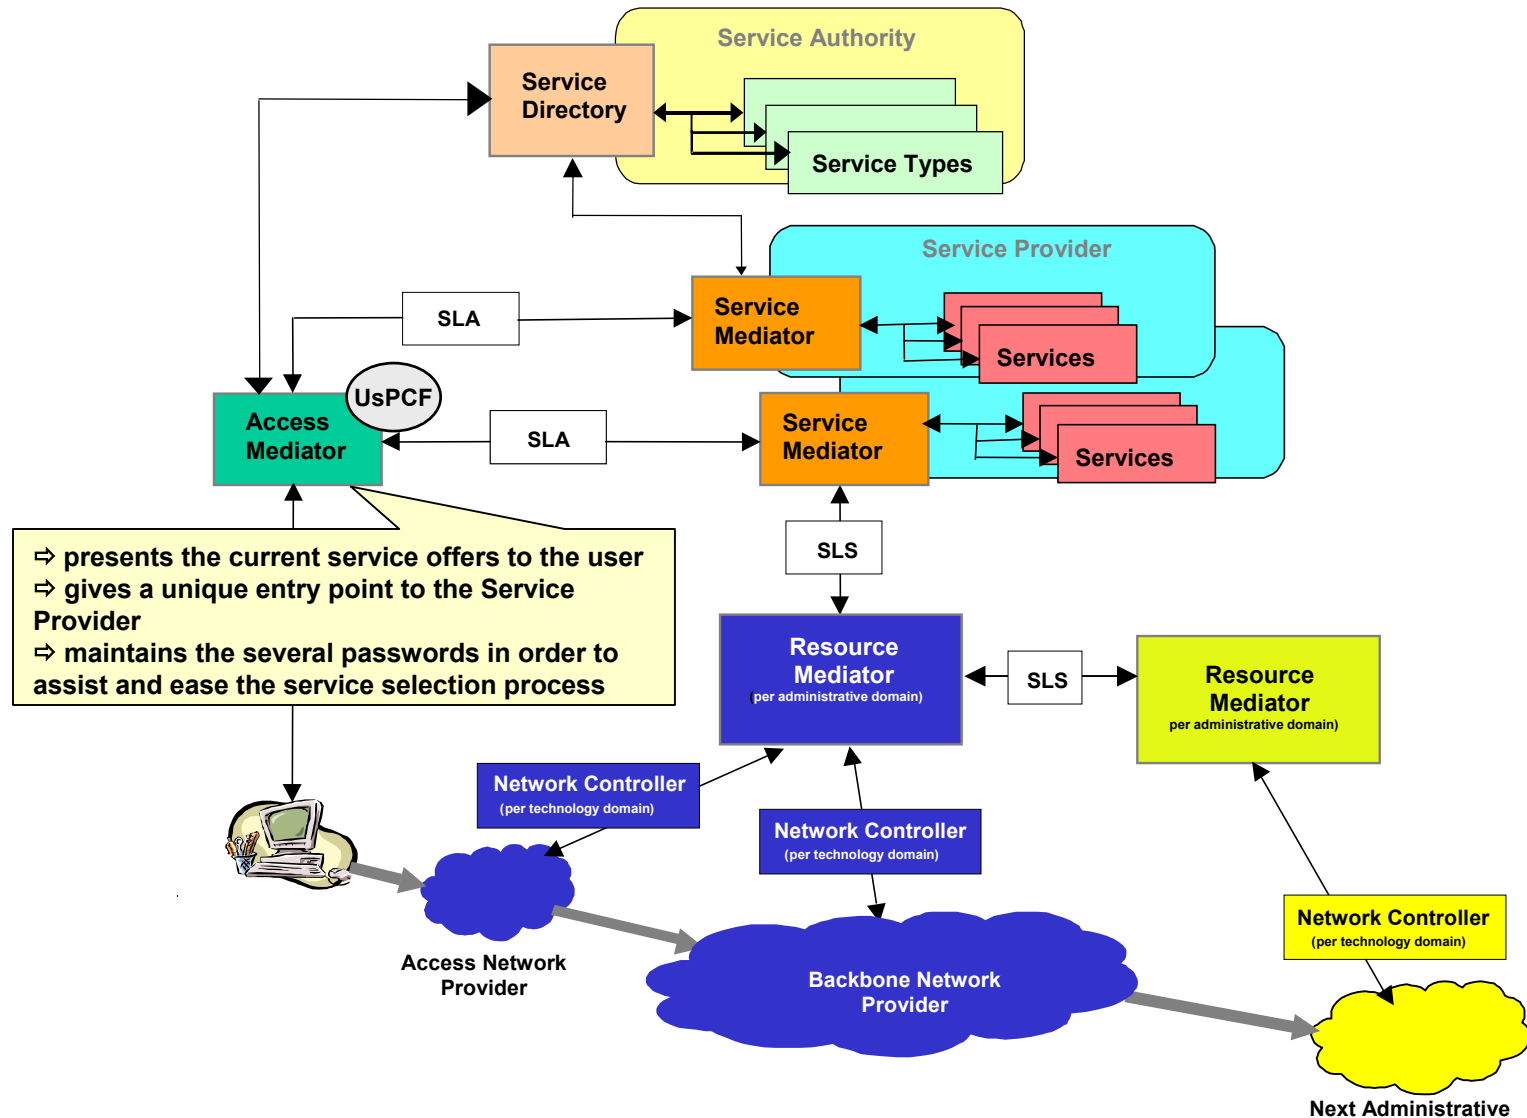 Service Authority
Service
Directory
Service Types
Service Provider
Service
Mediator
Services
SLA
UsPCF
Access
Mediator
SLA
Service
Mediator
Services
⇨ presents the current service offers to the user
⇨ gives a unique entry point to the Service
Provider
⇨ maintains the several passwords in order to
assist and ease the service selection process
SLS
Resource
Mediator
(per administrative domain)
SLS
Resource
Mediator
per administrative domain)
Network Controller
(per technology domain)
Network Controller
(per technology domain)
Network Controller
(per technology domain)
Access Network
Provider
Backbone Network
Provider
Next Administrative